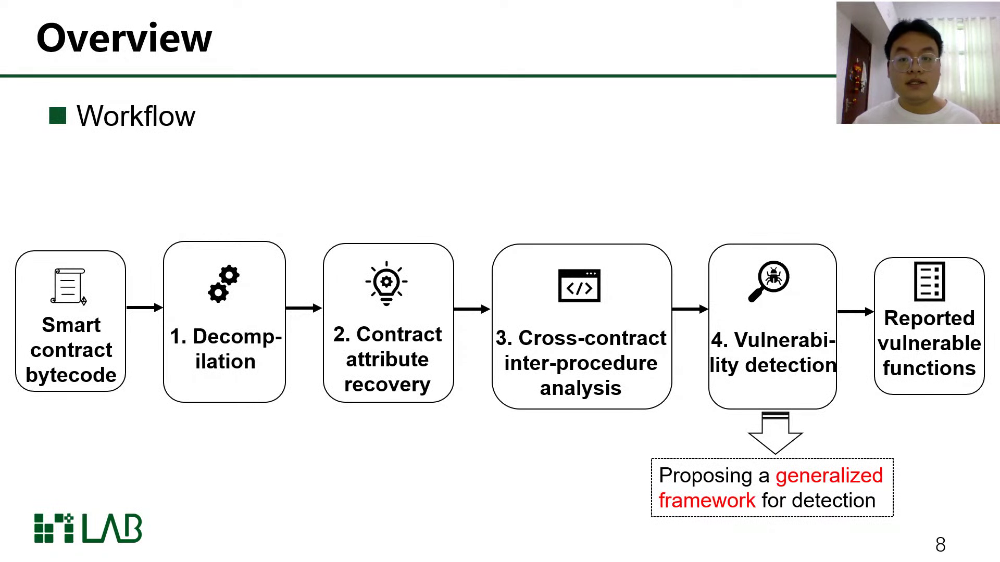 Overview
Workflow
Smart
contract
bytecode
1. Decomp-
ilation
2. Contract
attribute
recovery
</>
3. Cross-contract
inter-procedure
analysis
4. Vulnerabi-
lity detection
Reported
vulnerable
functions
Proposing a generalized
framework for detection
LAB
8